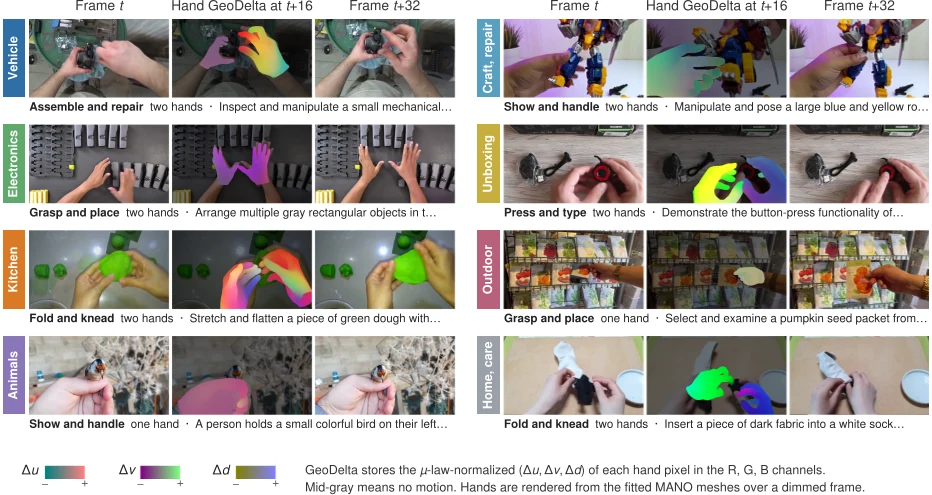 Frame t Hand GeoDelta at t+16 Frame t+32
Vehicle
Assemble and repair two hands · Inspect and manipulate a small mechanical…
Electronics
Grasp and place two hands · Arrange multiple gray rectangular objects in t…
Kitchen
Fold and knead two hands · Stretch and flatten a piece of green dough with…
Animals
Show and handle one hand · A person holds a small colorful bird on their left…
Frame t Hand GeoDelta at t+16 Frame t+32
Craft, repair
Show and handle two hands · Manipulate and pose a large blue and yellow ro…
Unboxing
Press and type two hands · Demonstrate the button-press functionality of…
Outdoor
Grasp and place one hand · Select and examine a pumpkin seed packet from…
Home, care
Fold and knead two hands · Insert a piece of dark fabric into a white sock…
Δu − + Δv − + Δd − +
GeoDelta stores the μ-law-normalized (Δu, Δv, Δd) of each hand pixel in the R, G, B channels.
Mid-gray means no motion. Hands are rendered from the fitted MANO meshes over a dimmed frame.